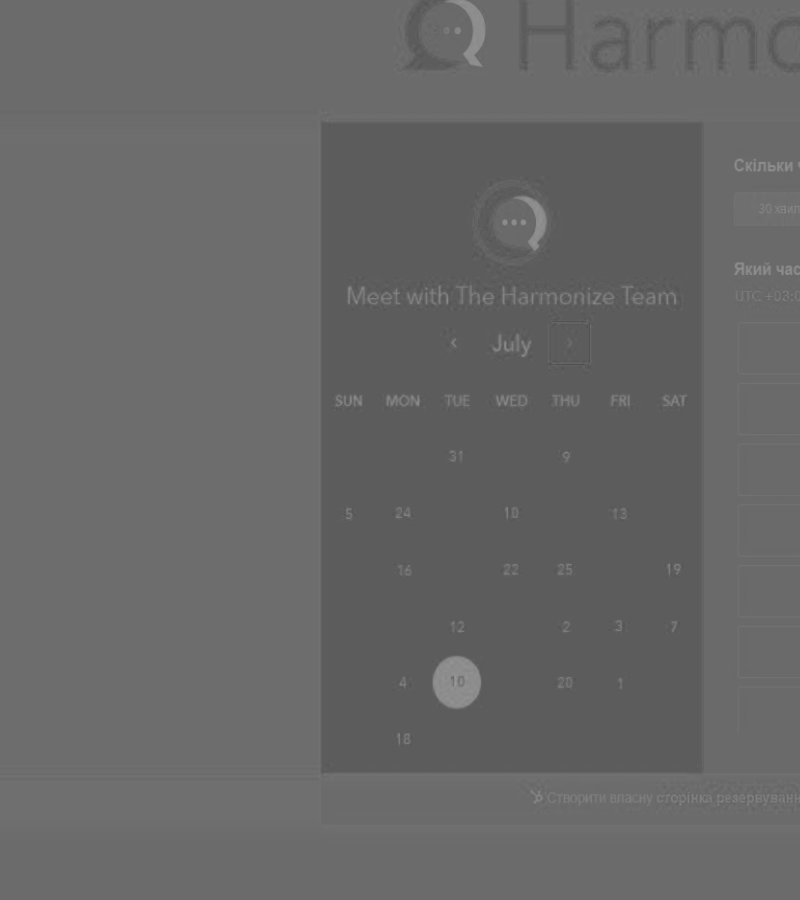 Harmo
Meet with The Harmonize Team
‹ July ›
SUN MON TUE WED THU FRI SAT
31 9
5 24 10 13
16 22 25 19
12 2 3 7
4 10 20 1
18
Скільки
30 хвил
Який час
UTC +03:0
Створити власну сторінка резервуванн